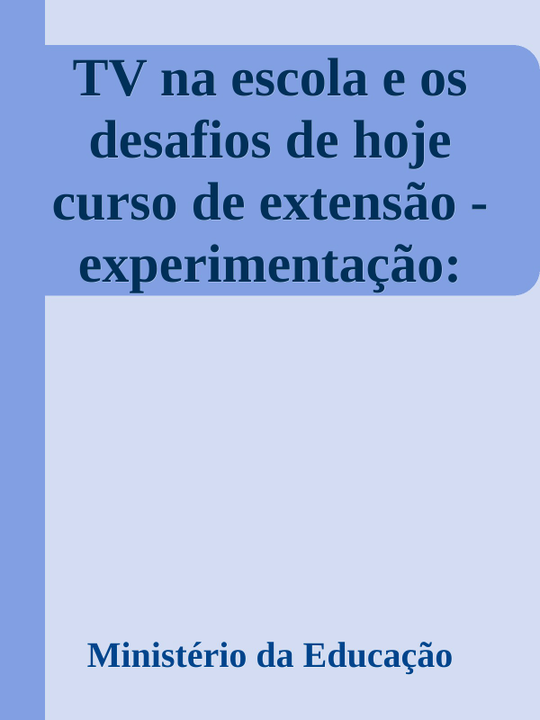 TV na escola e os
desafios de hoje
curso de extensão -
experimentação:
Ministério da Educação